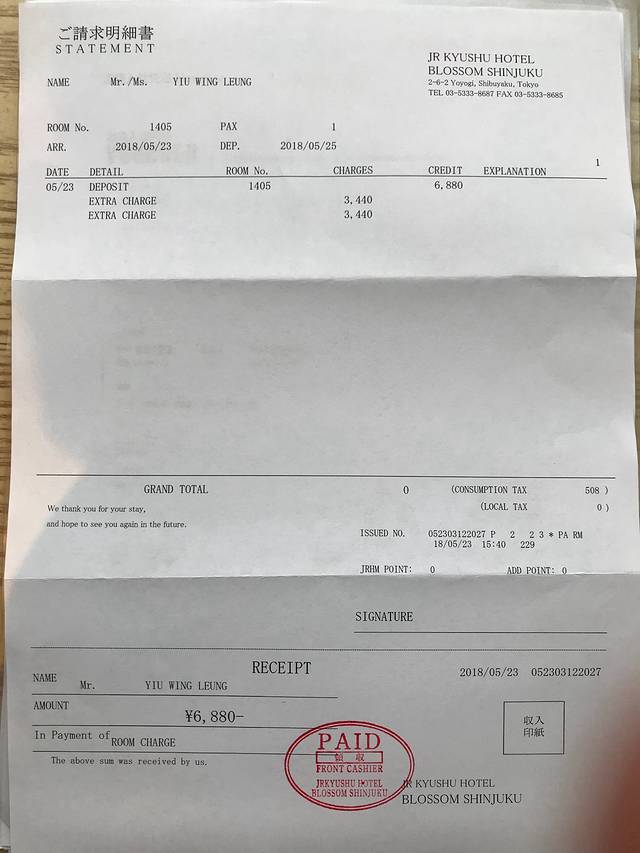 ご請求明細書
STATEMENT
JR KYUSHU HOTEL
BLOSSOM SHINJUKU
2-6-2 Yoyogi, Shibuyaku, Tokyo
TEL 03-5333-8687 FAX 03-5333-8685
NAME Mr./Ms. YIU WING LEUNG
ROOM No. 1405 PAX 1
ARR. 2018/05/23 DEP. 2018/05/25
1
DATE DETAIL ROOM No. CHARGES CREDIT EXPLANATION
05/23 DEPOSIT 1405 6,880
EXTRA CHARGE 3,440
EXTRA CHARGE 3,440
GRAND TOTAL 0 (CONSUMPTION TAX 508 )
(LOCAL TAX 0 )
We thank you for your stay,
and hope to see you again in the future.
ISSUED NO. 052303122027 P 2 2 3 * PA RM
18/05/23 15:40 229
JRHM POINT: 0 ADD POINT: 0
SIGNATURE
RECEIPT
2018/05/23 052303122027
NAME Mr. YIU WING LEUNG
AMOUNT ¥6,880-
In Payment of ROOM CHARGE
The above sum was received by us.
収入
印紙
PAID
領収
FRONT CASHIER
JRKYUSHU HOTEL
BLOSSOM SHINJUKU
JR KYUSHU HOTEL
BLOSSOM SHINJUKU